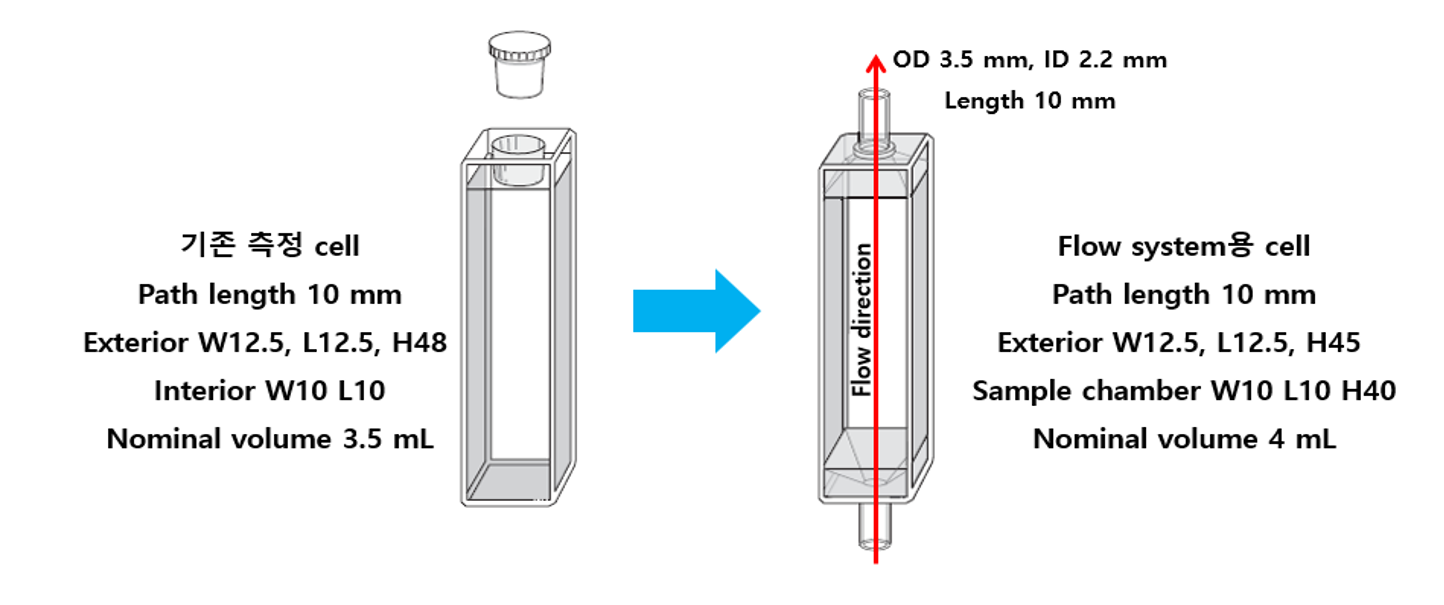 OD 3.5 mm, ID 2.2 mm
Length 10 mm
기존 측정 cell
Path length 10 mm
Exterior W12.5, L12.5, H48
Interior W10 L10
Nominal volume 3.5 mL
Flow direction
Flow system용 cell
Path length 10 mm
Exterior W12.5, L12.5, H45
Sample chamber W10 L10 H40
Nominal volume 4 mL